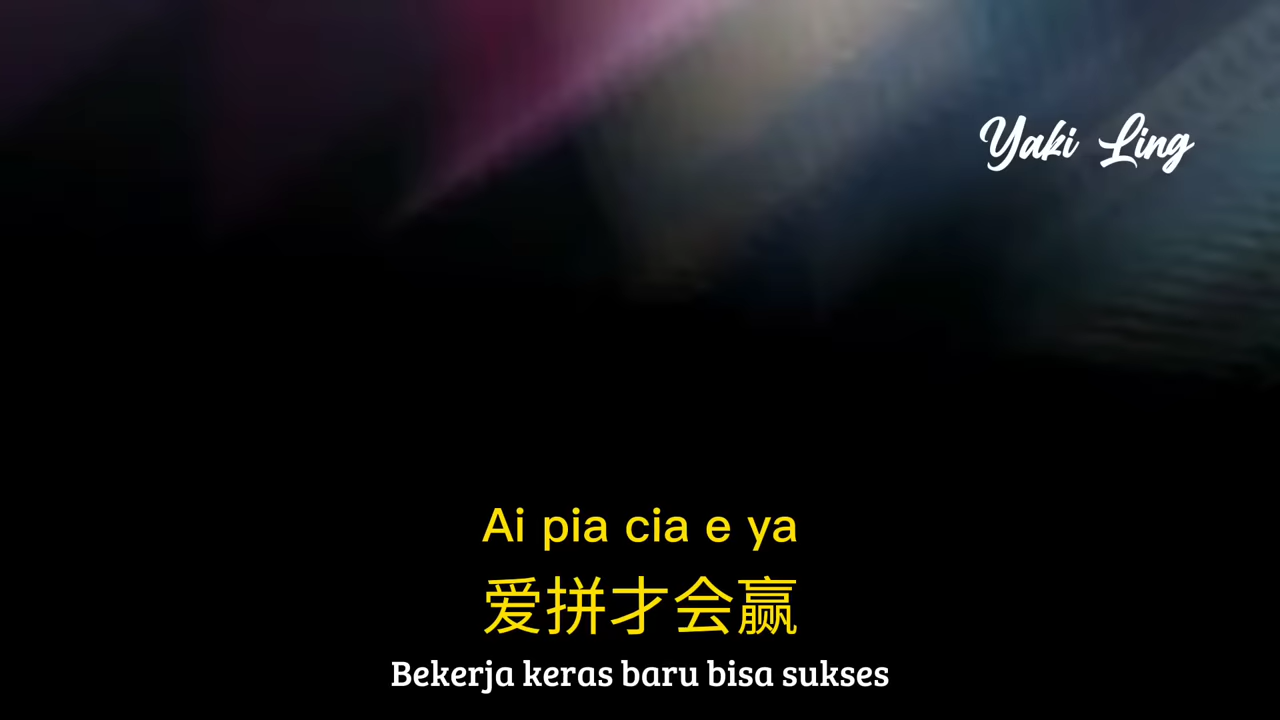 Yaki Ling
Ai pia cia e ya
爱拼才会赢
Bekerja keras baru bisa sukses